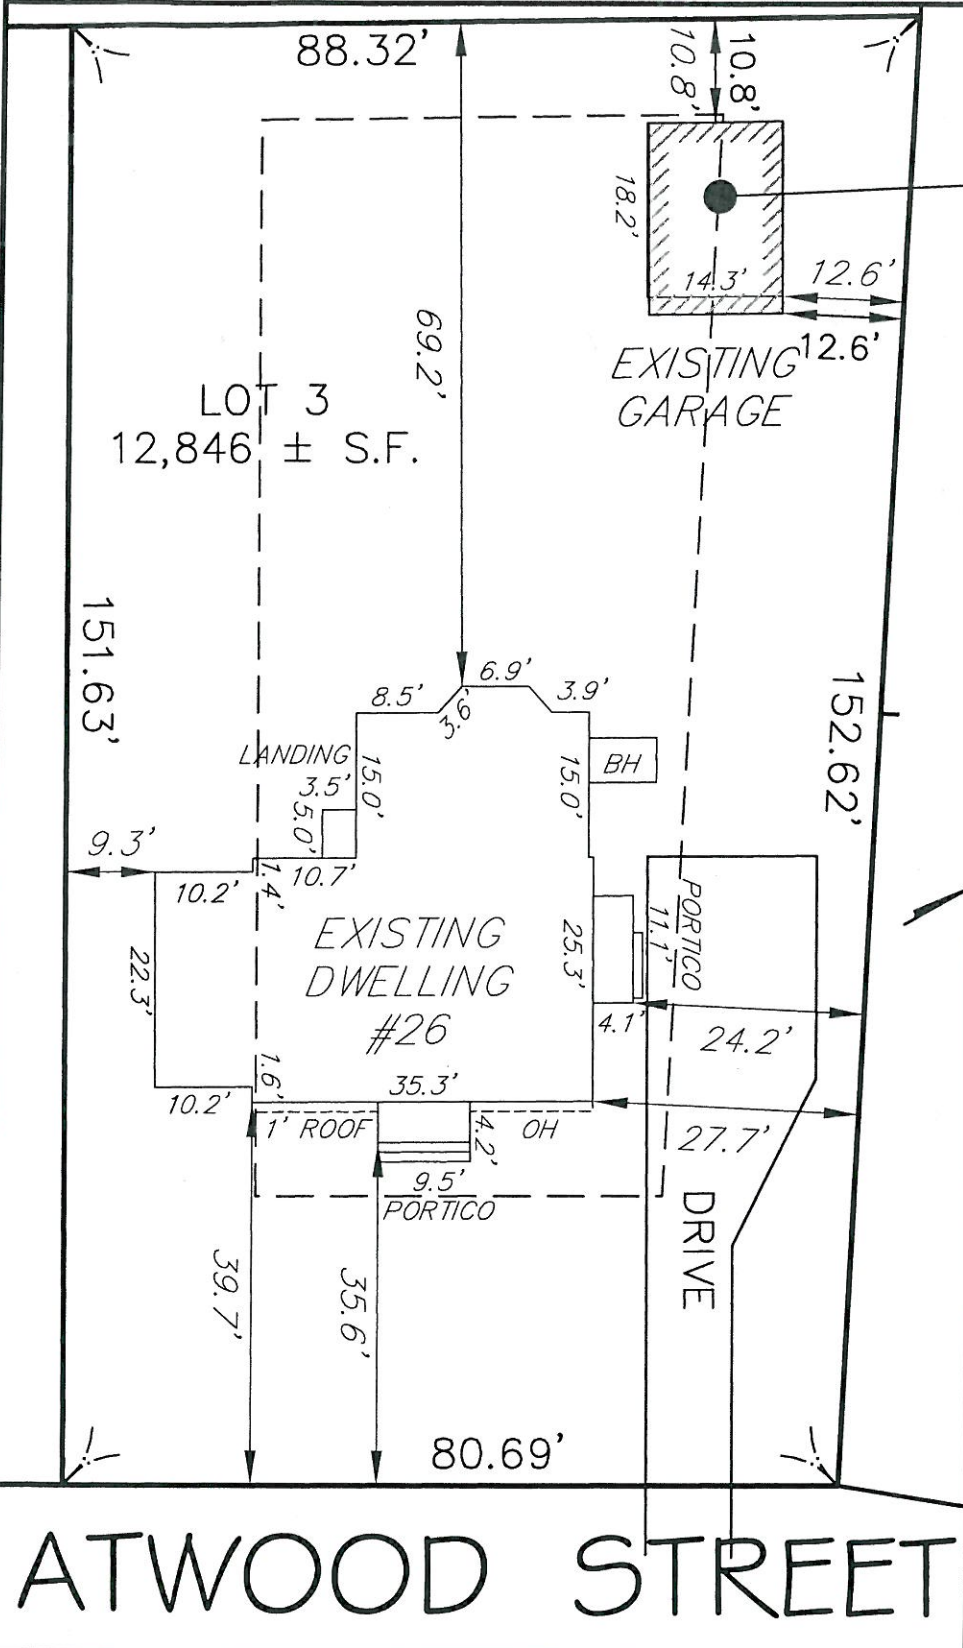 88.32'
10.8'
10.8'
18.2'
14.3'
12.6'
12.6'
EXISTING
GARAGE
69.2'
LOT 3
12,846 ± S.F.
151.63'
152.62'
6.9'
8.5'
3.6'
3.9'
LANDING
3.5'
15.0'
15.0'
BH
5.0'
9.3'
10.2'
1.4'
10.7'
PORTICO
11.1'
EXISTING
DWELLING
#26
22.3'
25.3'
4.1'
24.2'
1.6'
35.3'
10.2'
1' ROOF
OH
4.2'
27.7'
9.5'
PORTICO
DRIVE
39.7'
35.6'
80.69'
ATWOOD STREET